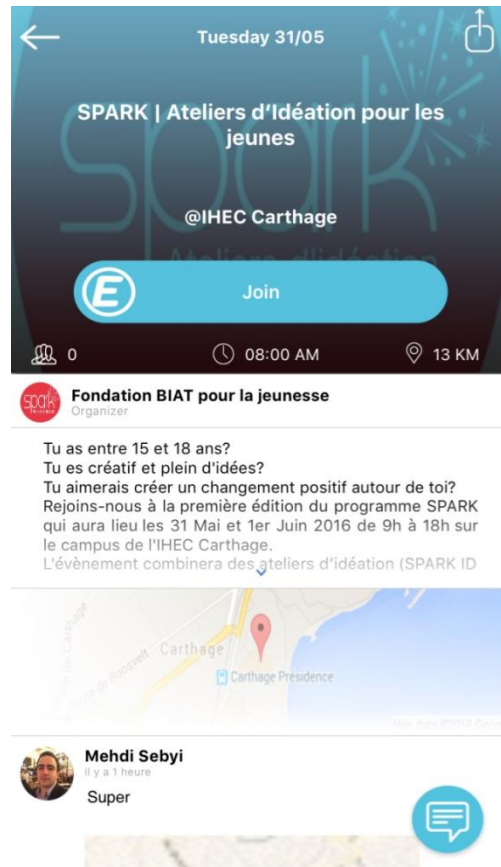 Tuesday 31/05
SPARK | Ateliers d'Idéation pour les
jeunes
spark
Ateliers d'Idéation
@IHEC Carthage
E
Join
0
08:00 AM
13 KM
spark
Fondation BIAT pour la jeunesse
Organizer
Tu as entre 15 et 18 ans?
Tu es créatif et plein d'idées?
Tu aimerais créer un changement positif autour de toi?
Rejoins-nous à la première édition du programme SPARK
qui aura lieu les 31 Mai et 1er Juin 2016 de 9h à 18h sur
le campus de l'IHEC Carthage.
L'évènement combinera des ateliers d'idéation (SPARK ID
Carthage
Carthage Présidence
Mehdi Sebyi
il y a 1 heure
Super